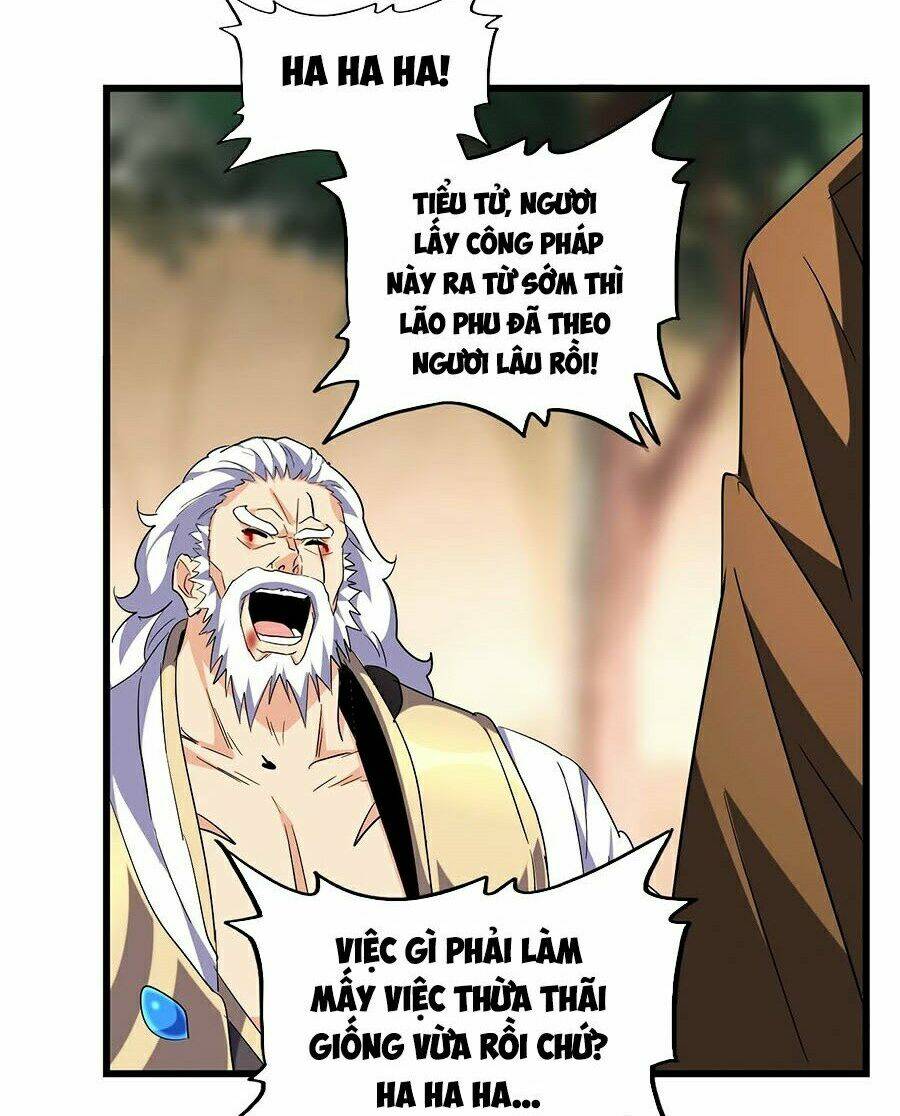 HA HA HA!
TIỂU TỬ, NGƯƠI
LẤY CÔNG PHÁP
NÀY RA TỪ SỚM THÌ
LÃO PHU ĐÃ THEO
NGƯƠI LÂU RỒI!
VIỆC GÌ PHẢI LÀM
MẤY VIỆC THỪA THÃI
GIỐNG VỪA RỒI CHỨ?
HA HA HA...